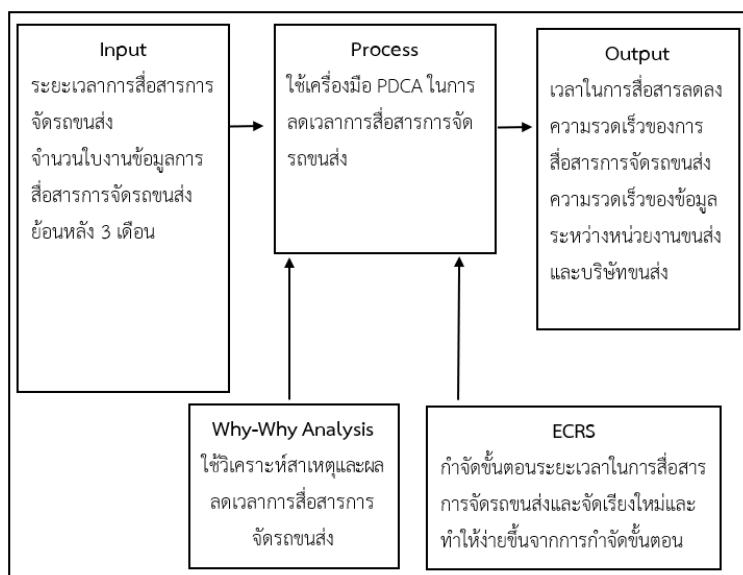 Input
ระยะเวลาการสื่อสารการ
จัดรถขนส่ง
จำนวนใบงานข้อมูลการ
สื่อสารการจัดรถขนส่ง
ย้อนหลัง 3 เดือน
Process
ใช้เครื่องมือ PDCA ในการ
ลดเวลาการสื่อสารการจัด
รถขนส่ง
Output
เวลาในการสื่อสารลดลง
ความรวดเร็วของการ
สื่อสารการจัดรถขนส่ง
ความรวดเร็วของข้อมูล
ระหว่างหน่วยงานขนส่ง
และบริษัทขนส่ง
Why-Why Analysis
ใช้วิเคราะห์สาเหตุและผล
ลดเวลาการสื่อสารการ
จัดรถขนส่ง
ECRS
กำจัดขั้นตอนระยะเวลาในการสื่อสาร
การจัดรถขนส่งและจัดเรียงใหม่และ
ทำให้ง่ายขึ้นจากการกำจัดขั้นตอน